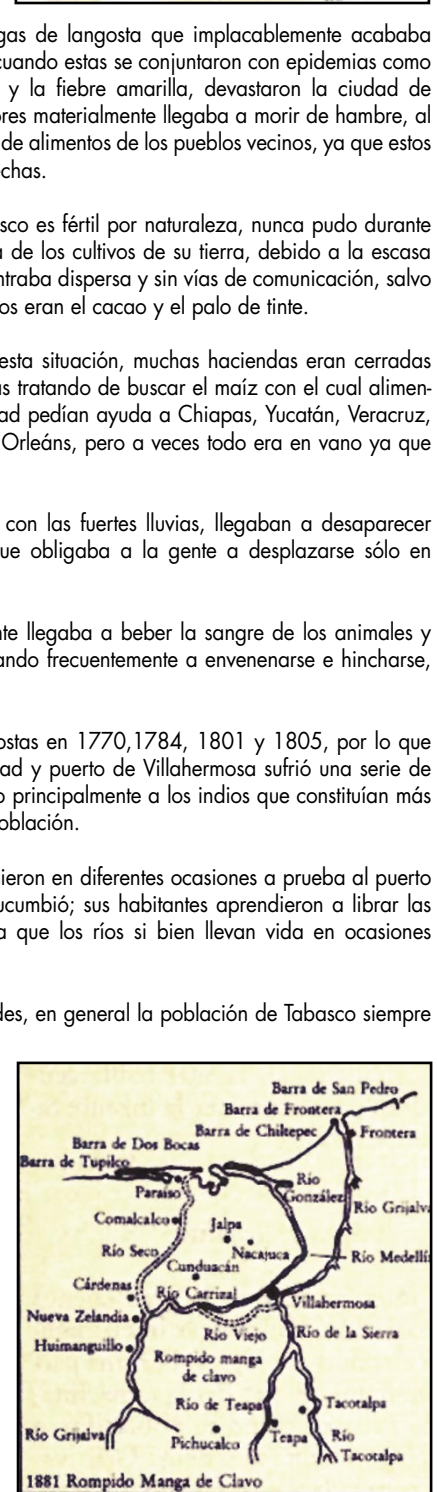 gas de langosta que implacablemente acababa
cuando estas se conjuntaron con epidemias como
y la fiebre amarilla, devastaron la ciudad de
res materialmente llegaba a morir de hambre, al
de alimentos de los pueblos vecinos, ya que estos
chas.
sco es fértil por naturaleza, nunca pudo durante
a de los cultivos de su tierra, debido a la escasa
ntraba dispersa y sin vías de comunicación, salvo
os eran el cacao y el palo de tinte.
esta situación, muchas haciendas eran cerradas
as tratando de buscar el maíz con el cual alimen-
dad pedían ayuda a Chiapas, Yucatán, Veracruz,
Orleáns, pero a veces todo era en vano ya que
con las fuertes lluvias, llegaban a desaparecer
ue obligaba a la gente a desplazarse sólo en
nte llegaba a beber la sangre de los animales y
ando frecuentemente a envenenarse e hincharse,
ostas en 1770,1784, 1801 y 1805, por lo que
ad y puerto de Villahermosa sufrió una serie de
o principalmente a los indios que constituían más
oblación.
sieron en diferentes ocasiones a prueba al puerto
ucumbió; sus habitantes aprendieron a librar las
a que los ríos si bien llevan vida en ocasiones
des, en general la población de Tabasco siempre
Barra de San Pedro
Barra de Frontera
Barra de Chiltepec
Frontera
Barra de Dos Bocas
Barra de Tupilco
Paraiso
Río
González
Río Grijalva
Comalcalco
Jalpa
Río Seco
Nacajuca
Río Medellí
Cunduacán
Cárdenas
Río Carrizal
Villahermosa
Nueva Zelandia
Río Viejo
Río de la Sierra
Huimanguillo
Rompido manga
de clavo
Río de Teapa
Tacotalpa
Río Grijalva
Pichucalco
Teapa
Río
Tacotalpa
1881 Rompido Manga de Clavo